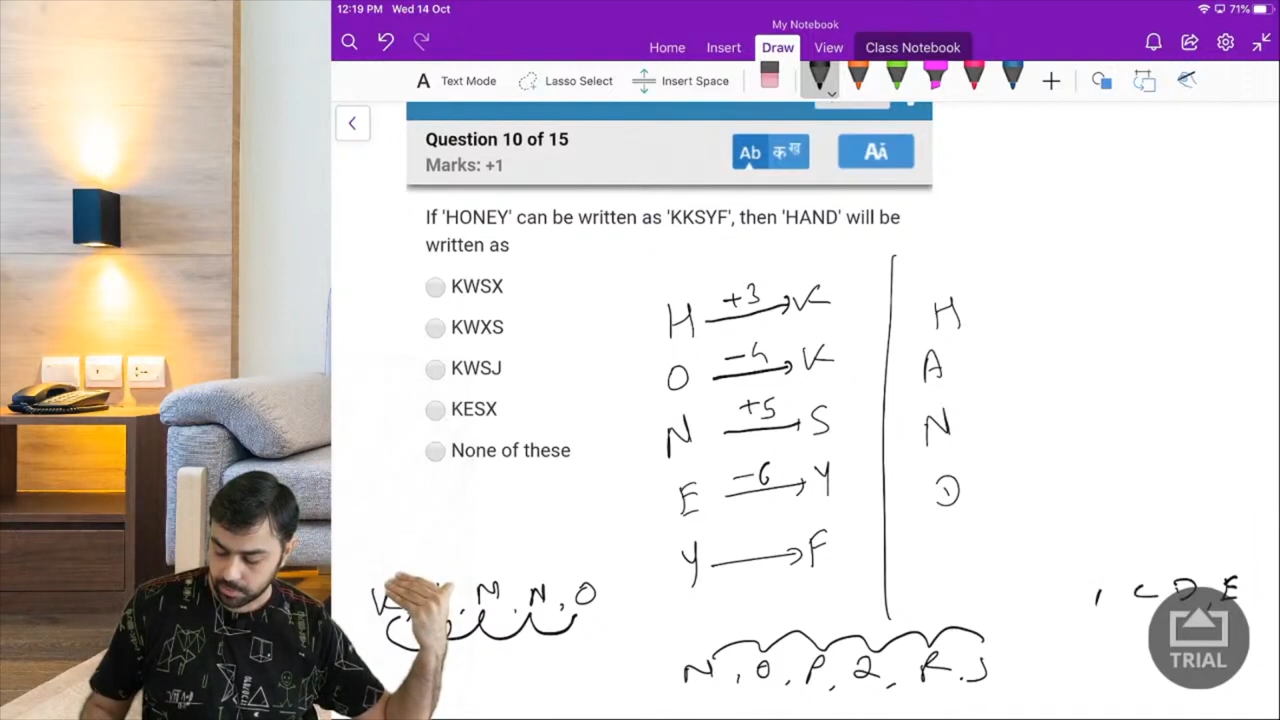 12:19 PM Wed 14 Oct
71%
My Notebook
Home Insert Draw View Class Notebook
A Text Mode Lasso Select Insert Space
Question 10 of 15
Marks: +1
Ab क ख
AA
If 'HONEY' can be written as 'KKSYF', then 'HAND' will be
written as
KWSX
KWXS
KWSJ
KESX
None of these
H +3 K
O -4 K
N +5 S
E -6 Y
Y F
H
A
N
D
K , M , N , O
N , O , P , Q , R , S
, C D , E
TRIAL